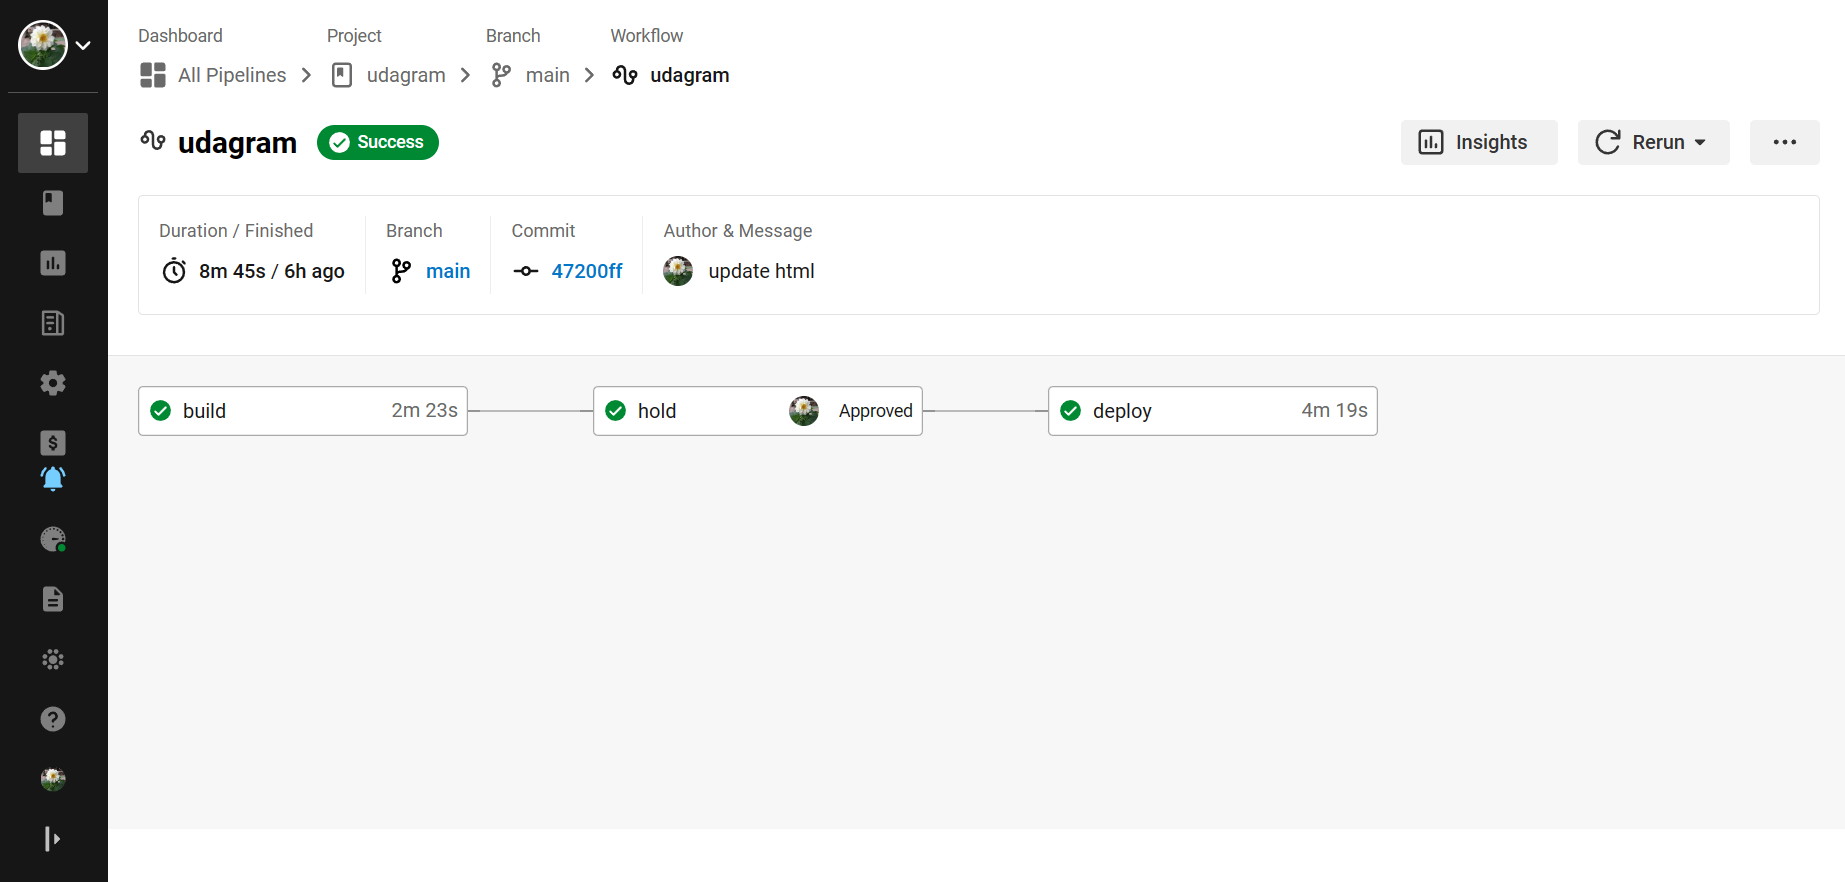 Dashboard Project Branch Workflow
All Pipelines udagram main udagram
udagram Success Insights Rerun
Duration / Finished Branch Commit Author & Message
8m 45s / 6h ago main 47200ff update html
build 2m 23s hold Approved deploy 4m 19s